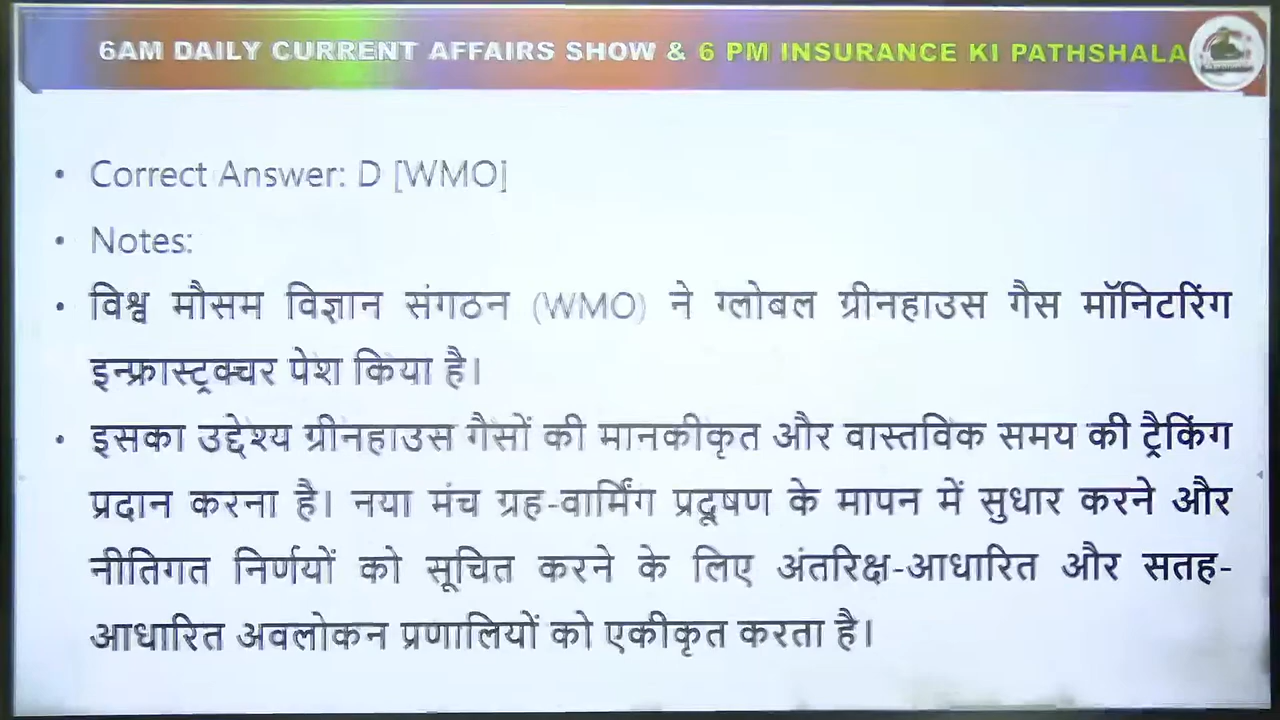 6AM DAILY CURRENT AFFAIRS SHOW & 6 PM INSURANCE KI PATHSHALA
• Correct Answer: D [WMO]
• Notes:
• विश्व मौसम विज्ञान संगठन (WMO) ने ग्लोबल ग्रीनहाउस गैस मॉनिटरिंग
इन्फ्रास्ट्रक्चर पेश किया है।
• इसका उद्देश्य ग्रीनहाउस गैसों की मानकीकृत और वास्तविक समय की ट्रैकिंग
प्रदान करना है। नया मंच ग्रह-वार्मिंग प्रदूषण के मापन में सुधार करने और
नीतिगत निर्णयों को सूचित करने के लिए अंतरिक्ष-आधारित और सतह-
आधारित अवलोकन प्रणालियों को एकीकृत करता है।